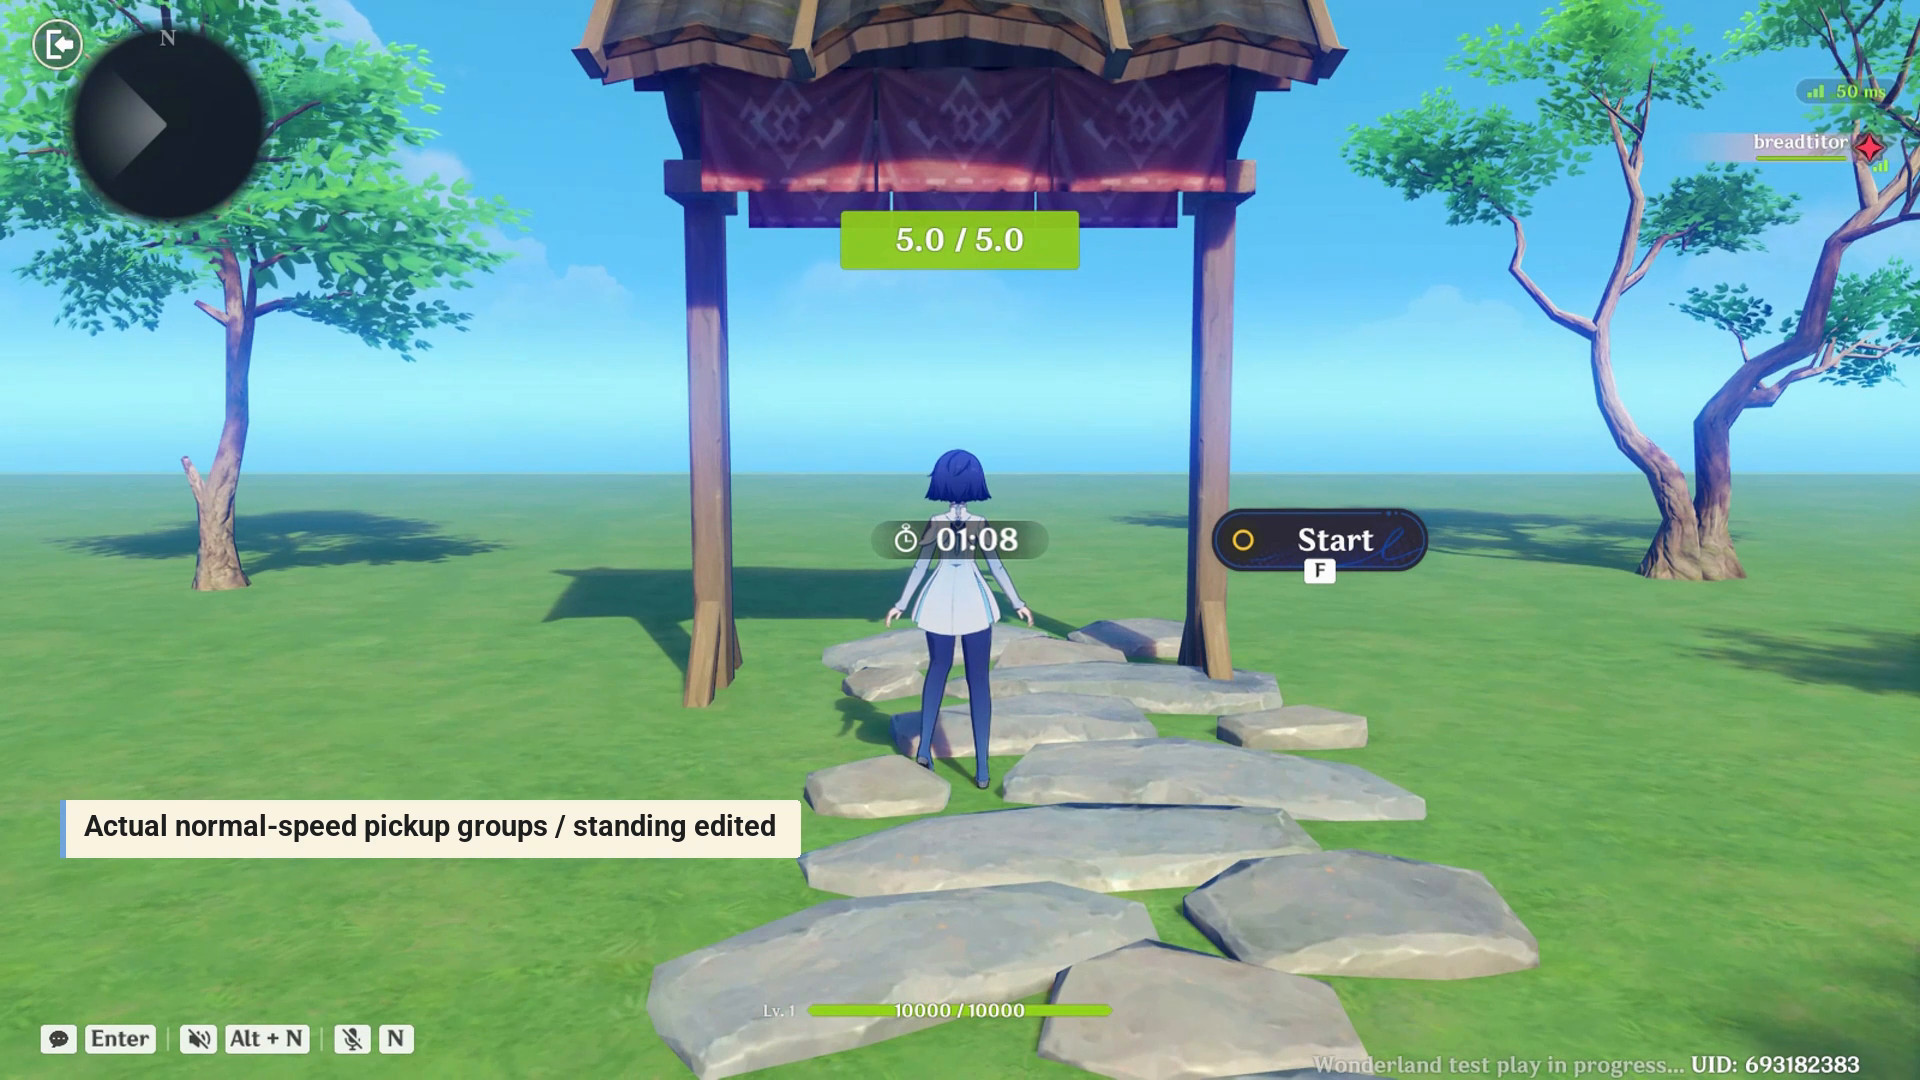 N
50 ms
breadtitor
5.0 / 5.0
01:08
Start
F
Actual normal-speed pickup groups / standing edited
Lv. 1
10000 / 10000
Enter
Alt + N
N
Wonderland test play in progress... UID: 693182383